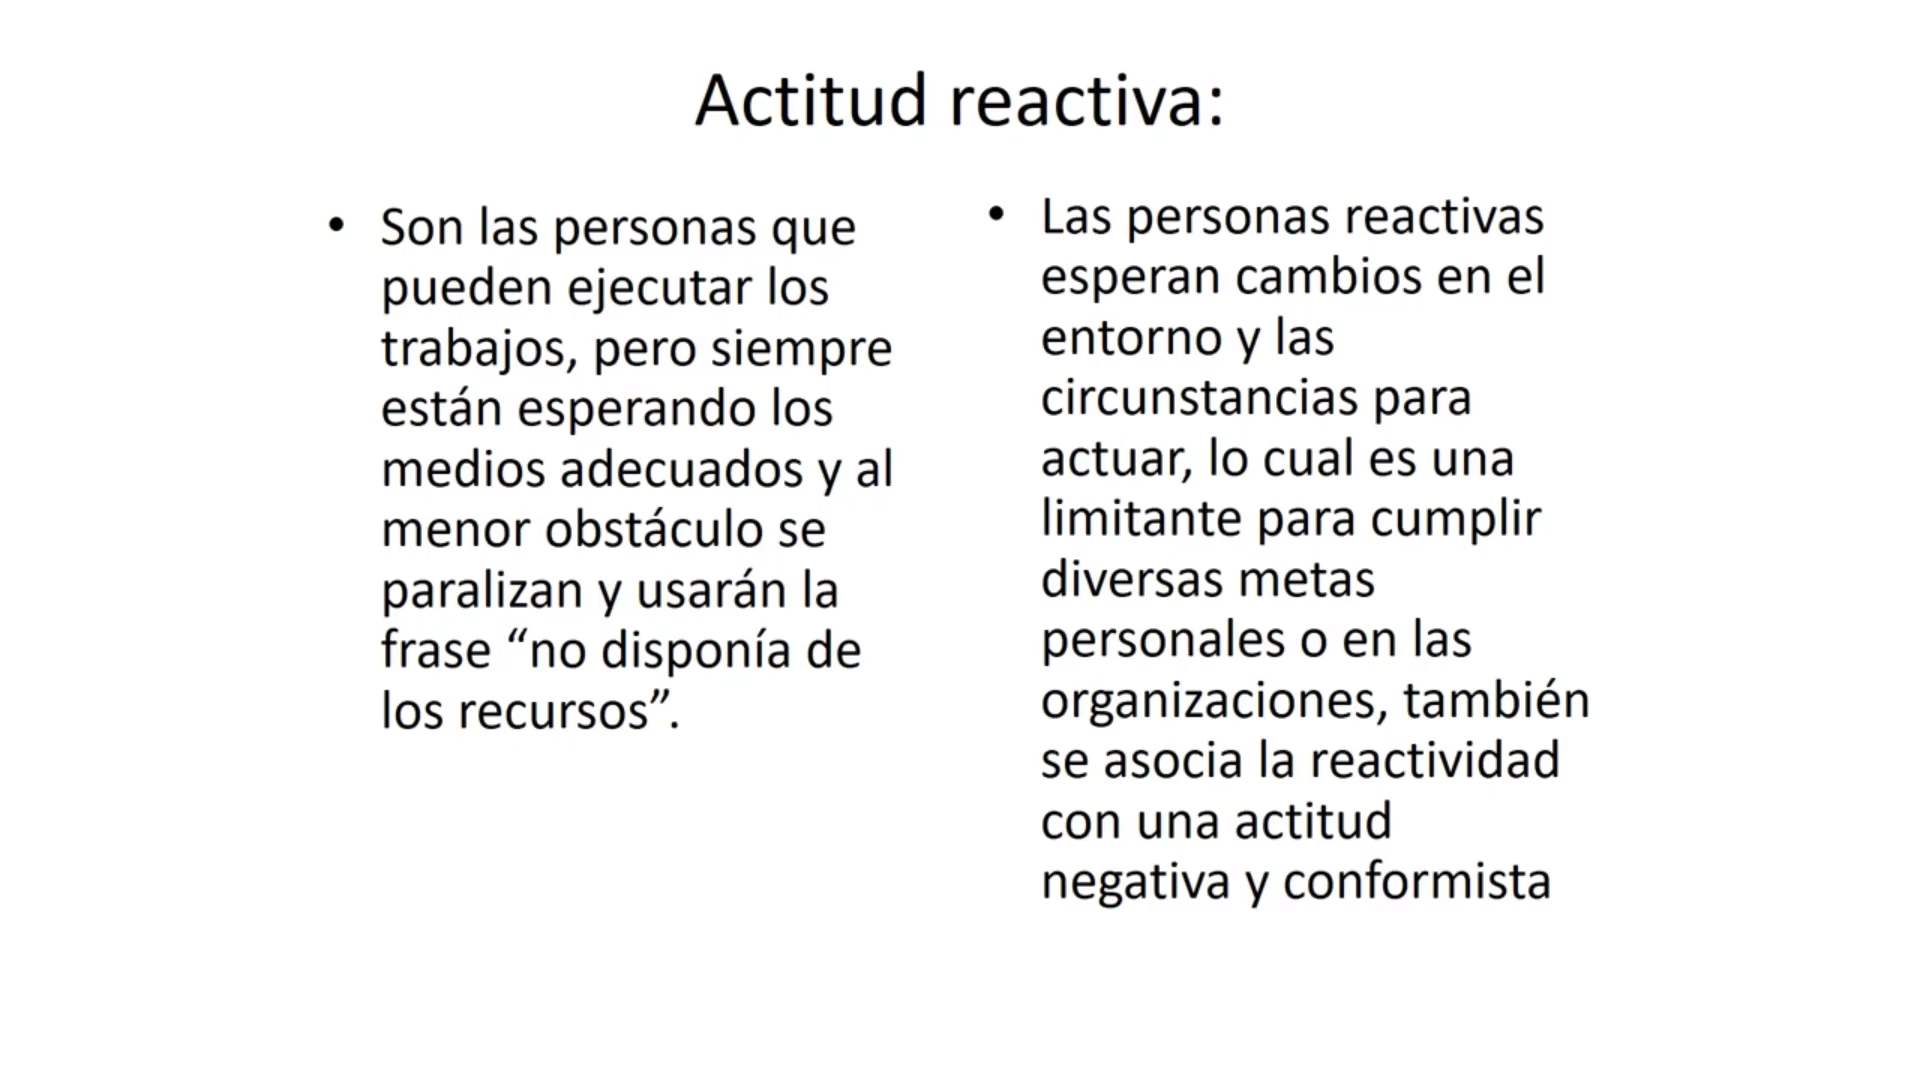 Actitud reactiva:
• Son las personas que
pueden ejecutar los
trabajos, pero siempre
están esperando los
medios adecuados y al
menor obstáculo se
paralizan y usarán la
frase “no disponía de
los recursos”.
• Las personas reactivas
esperan cambios en el
entorno y las
circunstancias para
actuar, lo cual es una
limitante para cumplir
diversas metas
personales o en las
organizaciones, también
se asocia la reactividad
con una actitud
negativa y conformista